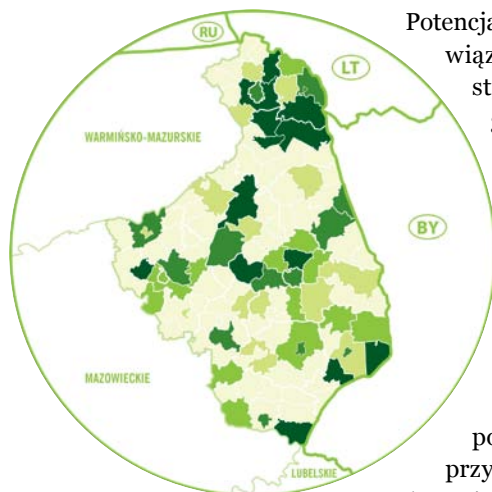 RU
LT
WARMIŃSKO-MAZURSKIE
BY
MAZOWIECKIE
LUBELSKIE
Potencja
wiąz
st
po
przy